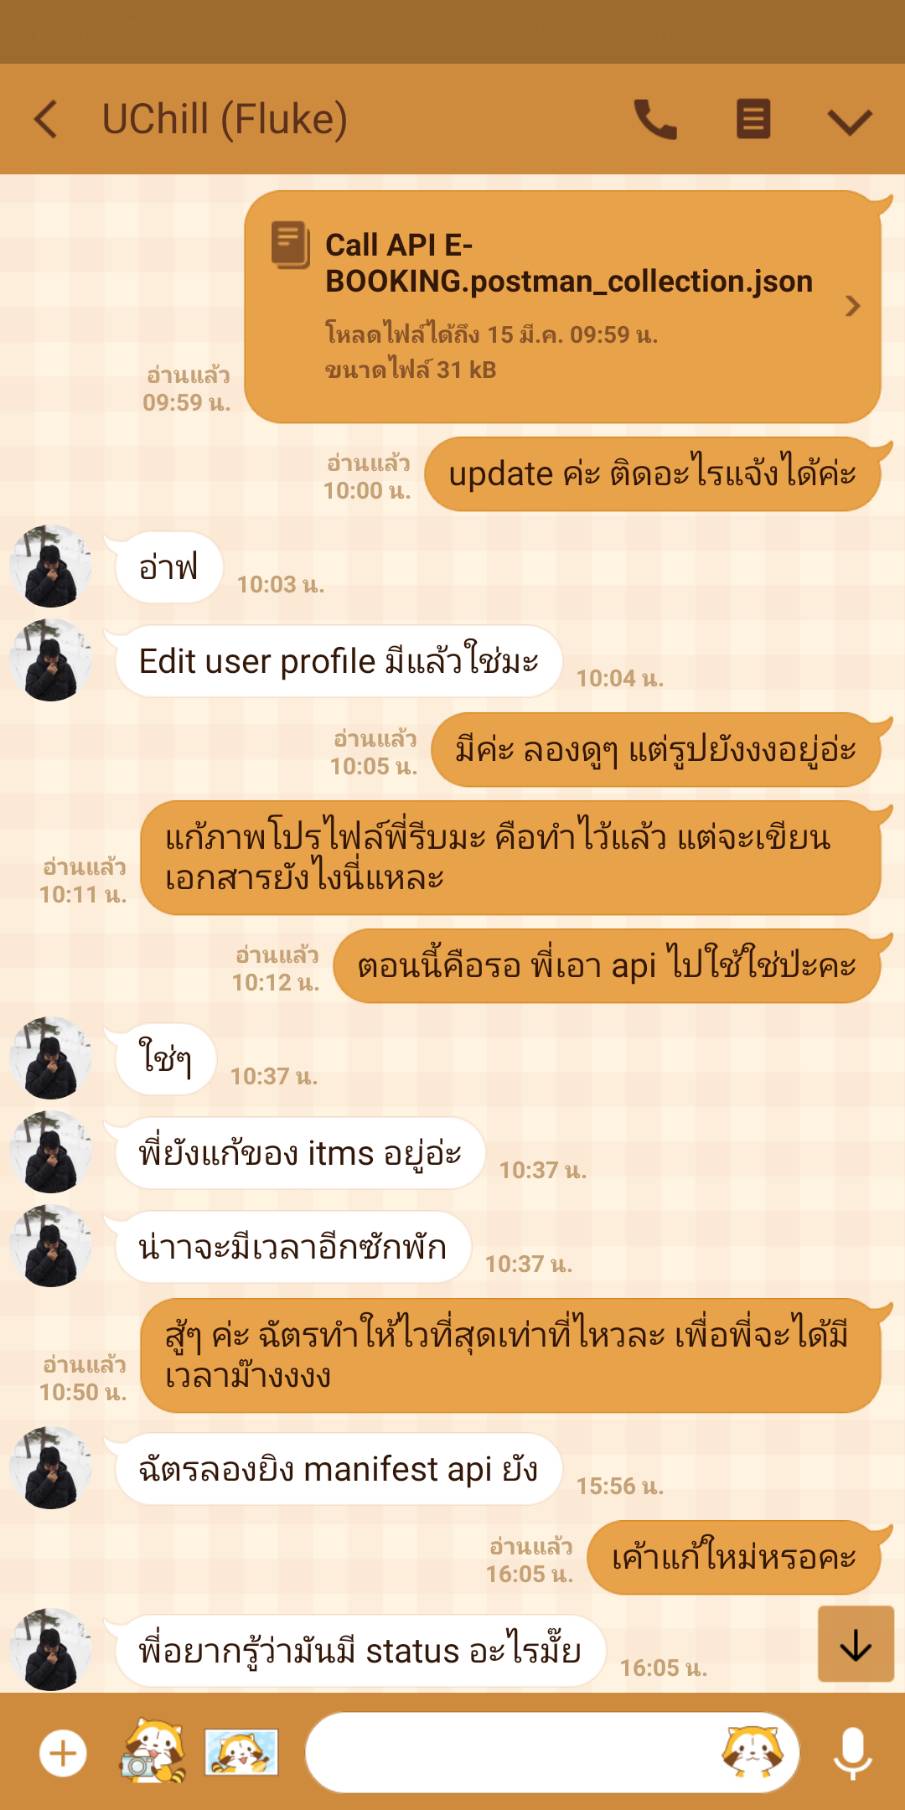 UChill (Fluke)
Call API E-
BOOKING.postman_collection.json
โหลดไฟล์ได้ถึง 15 มี.ค. 09:59 น.
ขนาดไฟล์ 31 kB
อ่านแล้ว
09:59 น.
อ่านแล้ว
10:00 น.
update ค่ะ ติดอะไรแจ้งได้ค่ะ
อ่าฟ
10:03 น.
Edit user profile มีแล้วใช่มะ
10:04 น.
อ่านแล้ว
10:05 น.
มีค่ะ ลองดูๆ แต่รูปยังงงอยู่อ่ะ
แก้ภาพโปรไฟล์พี่รีบมะ คือทำไว้แล้ว แต่จะเขียน
เอกสารยังไงนี่แหละ
อ่านแล้ว
10:11 น.
อ่านแล้ว
10:12 น.
ตอนนี้คือรอ พี่เอา api ไปใช้ใช่ป่ะคะ
ใช่ๆ
10:37 น.
พี่ยังแก้ของ itms อยู่อ่ะ
10:37 น.
น่าาจะมีเวลาอีกซักพัก
10:37 น.
สู้ๆ ค่ะ ฉัตรทำให้ไวที่สุดเท่าที่ไหวละ เพื่อพี่จะได้มี
เวลาม๊างงงง
อ่านแล้ว
10:50 น.
ฉัตรลองยิง manifest api ยัง
15:56 น.
อ่านแล้ว
16:05 น.
เค้าแก้ใหม่หรอคะ
พี่อยากรู้ว่ามันมี status อะไรมั๊ย
16:05 น.